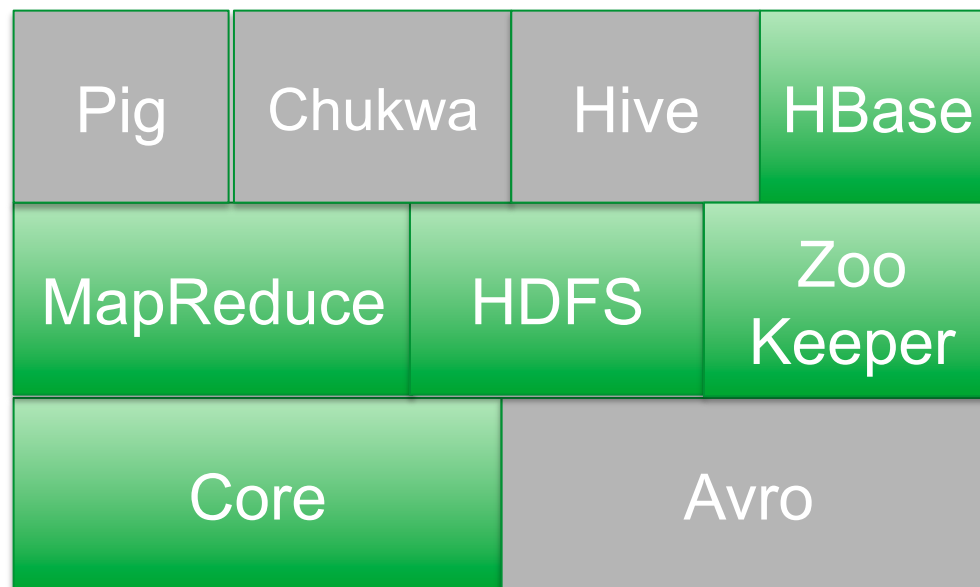 Pig
Chukwa
Hive
HBase
MapReduce
HDFS
Zoo
Keeper
Core
Avro